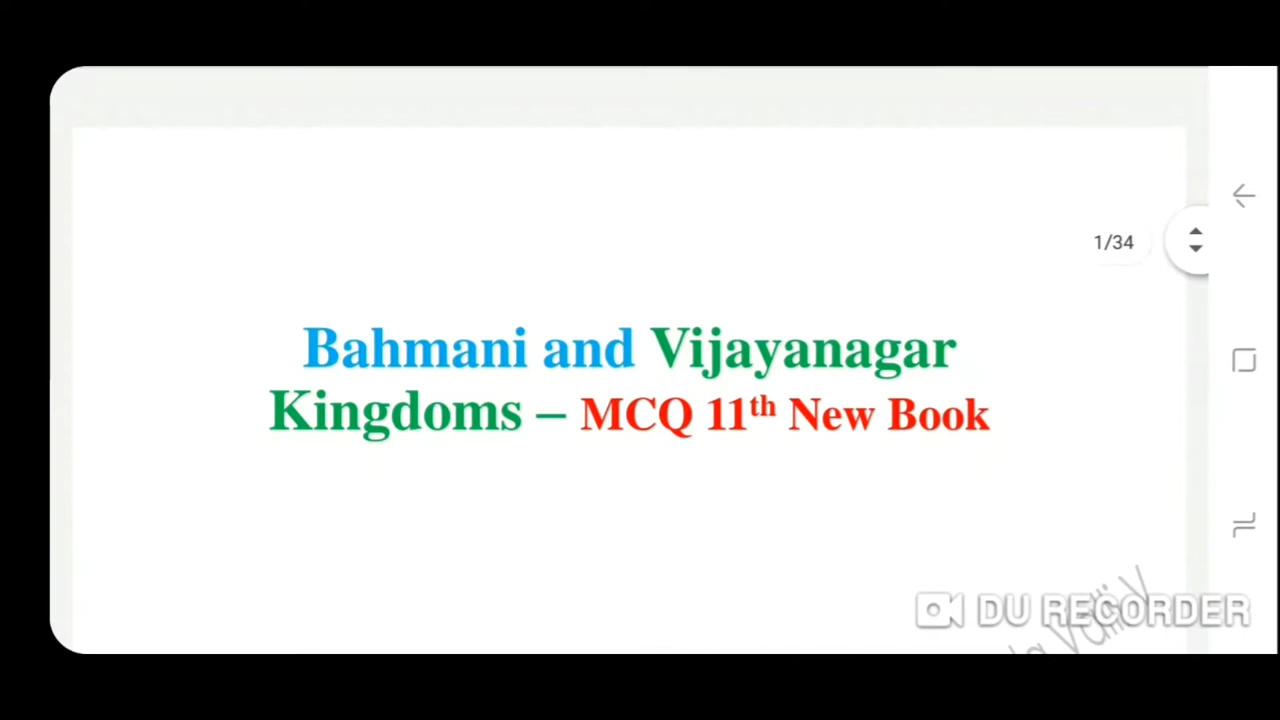 1/34
Bahmani and Vijayanagar
Kingdoms – MCQ 11th New Book
DU RECORDER